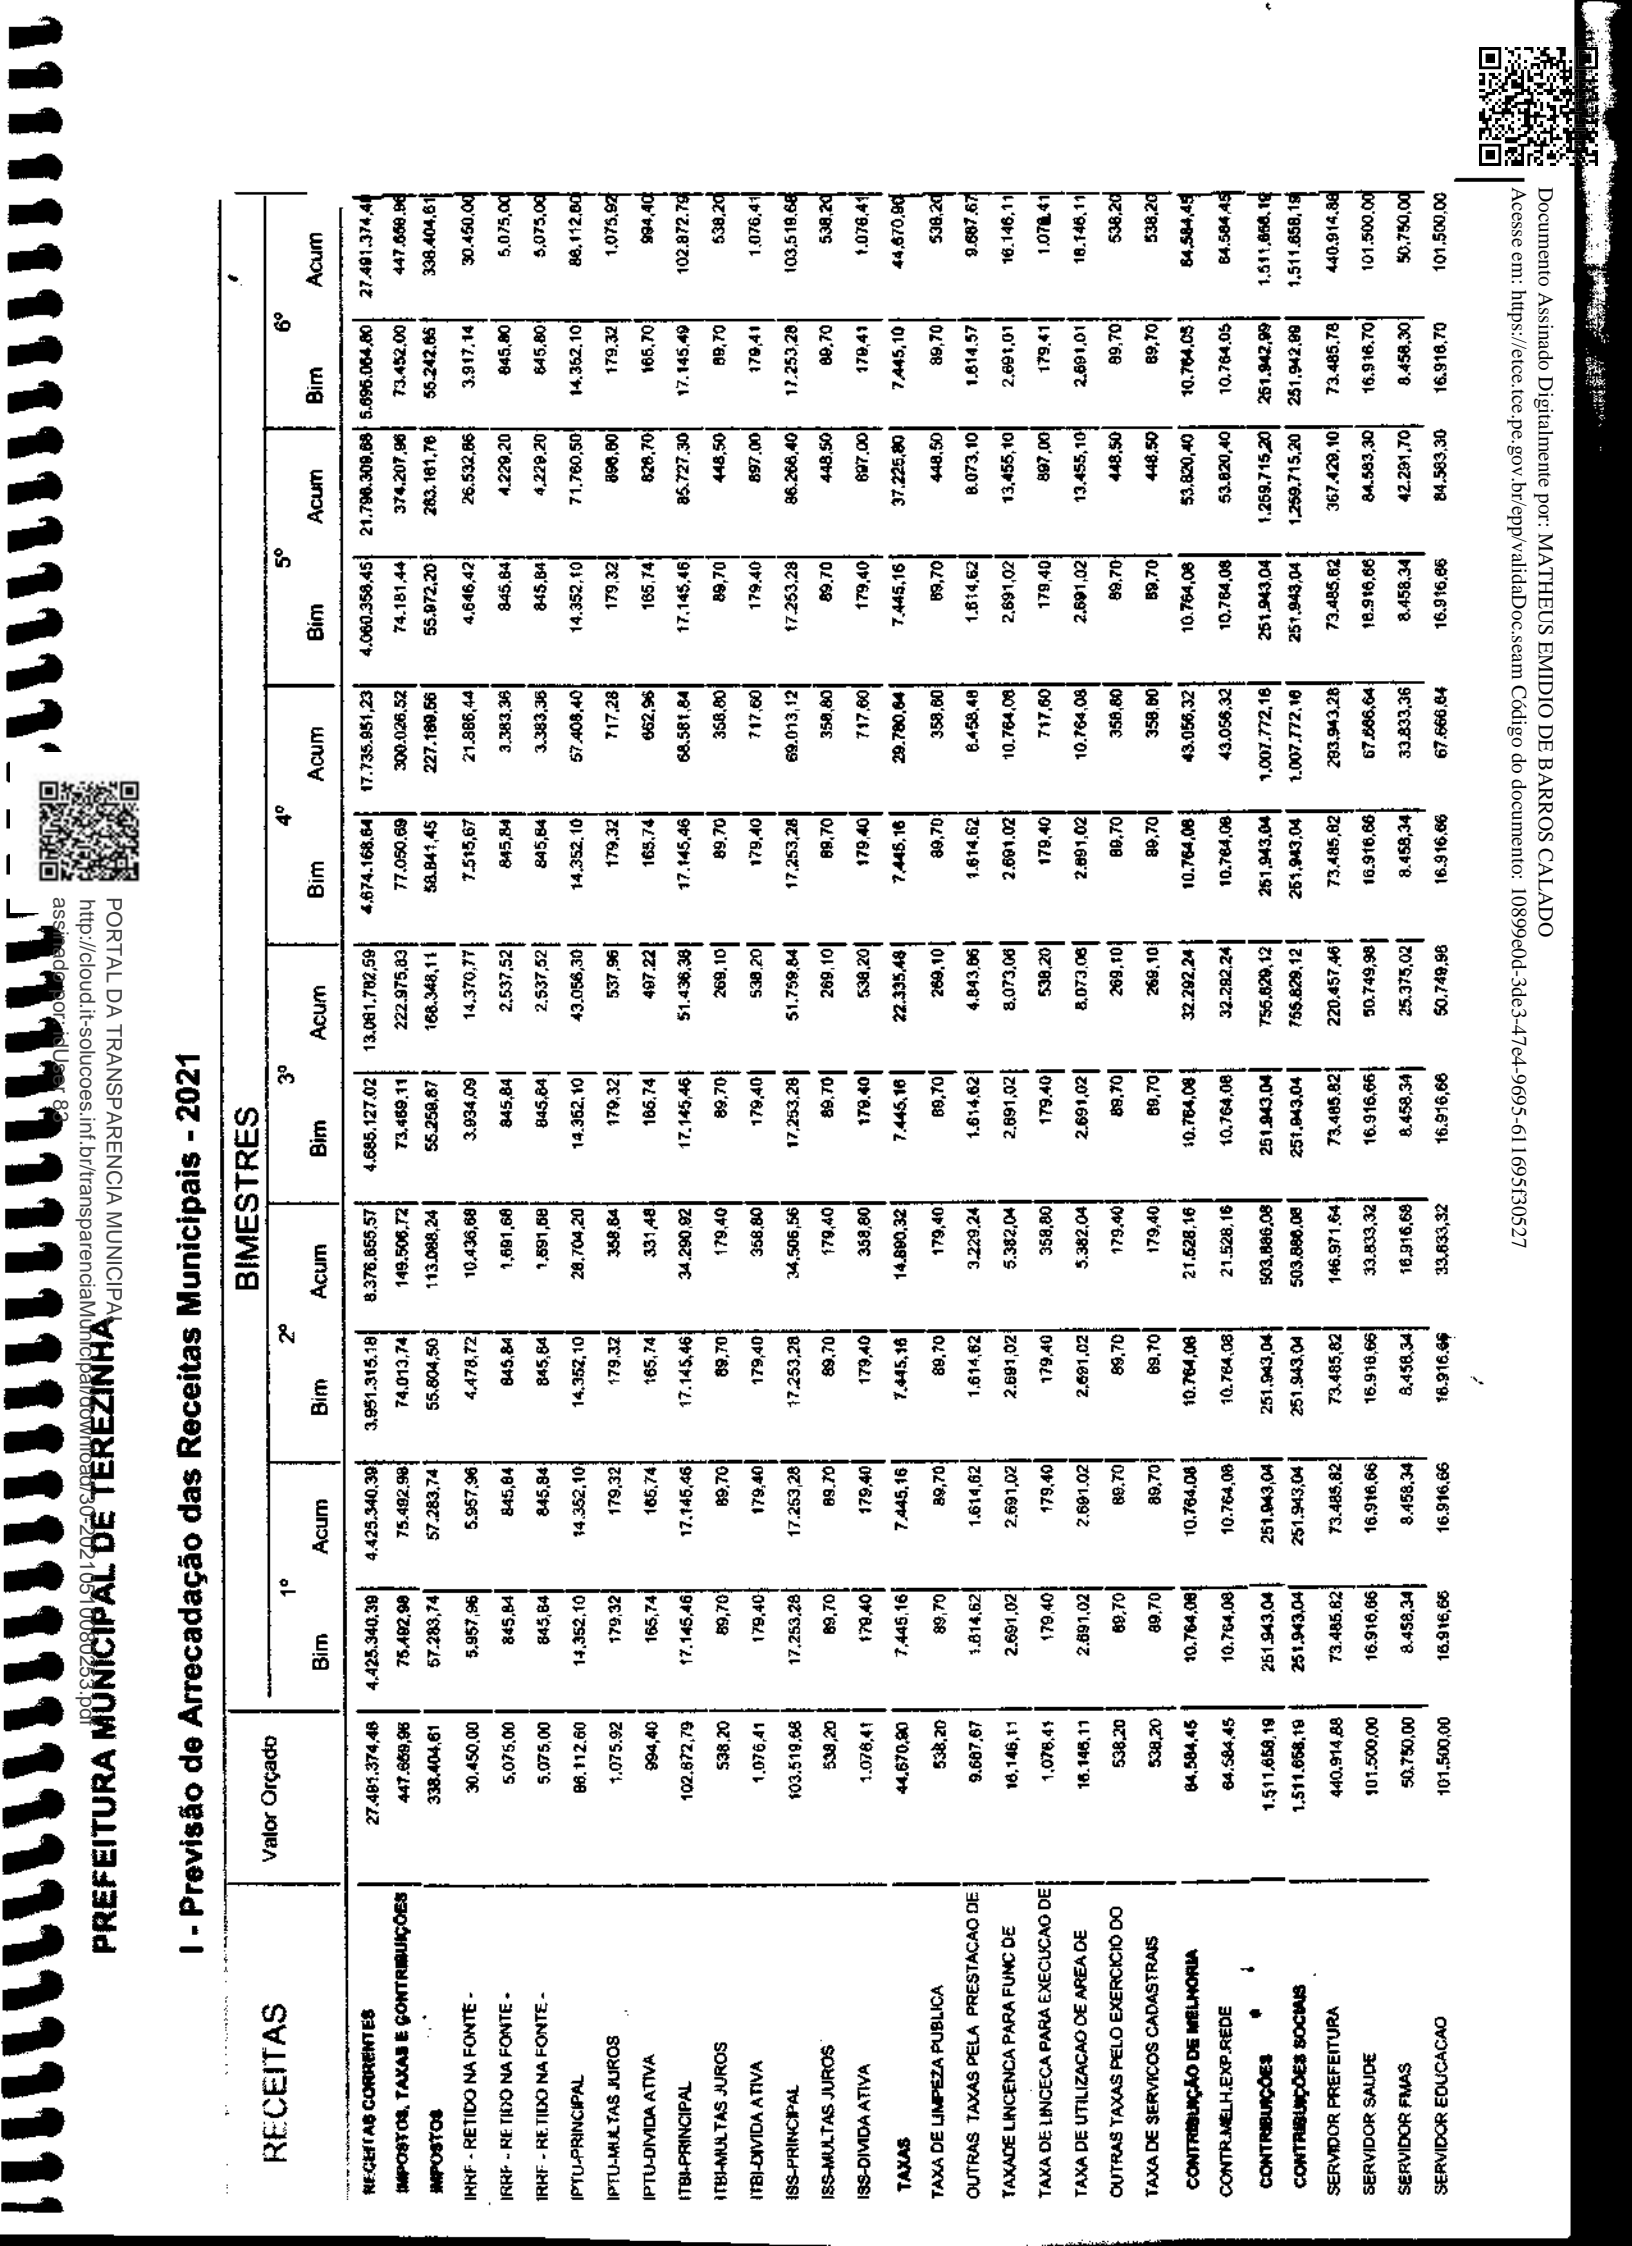 PREFEITURA MUNICIPAL DE TEREZINHA
PORTAL DA TRANSPARENCIA MUNICIPAL
http://cloud.it-solucoes.inf.br/transparenciaMunicipal/download/30-20210510080253.pdf
assinado por: idUser 83
I - Previsão de Arrecadação das Receitas Municipais - 2021
BIMESTRES
RECEITAS Valor Orçado 1º 2º 3º 4º 5º 6º
Bim Acum Bim Acum Bim Acum Bim Acum Bim Acum Bim Acum
RECEITAS CORRENTES 27.491.374,48 4.425.340,39 4.425.340,39 3.951.315,18 8.376.655,57 4.685.127,02 13.061.782,59 4.674.168,64 17.735.951,23 4.060.358,45 21.796.309,68 5.695.064,80 27.491.374,48
IMPOSTOS, TAXAS E CONTRIBUIÇÕES 447.659,96 75.492,98 75.492,98 74.013,74 149.506,72 73.469,11 222.975,83 77.050,69 300.026,52 74.181,44 374.207,96 73.452,00 447.659,96
IMPOSTOS 338.404,61 57.283,74 57.283,74 55.804,50 113.088,24 55.259,87 168.348,11 58.841,45 227.189,56 55.972,20 283.161,76 55.242,85 338.404,61
IRRF - RETIDO NA FONTE - 30.450,00 5.957,96 5.957,96 4.478,72 10.436,68 3.934,09 14.370,77 7.515,67 21.886,44 4.646,42 26.532,86 3.917,14 30.450,00
IRRF - RETIDO NA FONTE - 5.075,00 845,84 845,84 845,84 1.691,68 845,84 2.537,52 845,84 3.383,36 845,84 4.229,20 845,80 5.075,00
IRRF - RETIDO NA FONTE - 5.075,00 845,84 845,84 845,84 1.691,68 845,84 2.537,52 845,84 3.383,36 845,84 4.229,20 845,80 5.075,00
IPTU-PRINCIPAL 86.112,60 14.352,10 14.352,10 14.352,10 28.704,20 14.352,10 43.056,30 14.352,10 57.408,40 14.352,10 71.760,50 14.352,10 86.112,60
IPTU-MULTAS JUROS 1.075,92 179,32 179,32 179,32 358,64 179,32 537,96 179,32 717,28 179,32 896,60 179,32 1.075,92
IPTU-DIVIDA ATIVA 994,40 165,74 165,74 165,74 331,48 165,74 497,22 165,74 662,96 165,74 828,70 165,70 994,40
ITBI-PRINCIPAL 102.872,79 17.145,46 17.145,46 17.145,46 34.290,92 17.145,46 51.436,38 17.145,46 68.581,84 17.145,46 85.727,30 17.145,49 102.872,79
ITBI-MULTAS JUROS 538,20 89,70 89,70 89,70 179,40 89,70 269,10 89,70 358,80 89,70 448,50 89,70 538,20
ITBI-DIVIDA ATIVA 1.076,41 179,40 179,40 179,40 358,80 179,40 538,20 179,40 717,60 179,40 897,00 179,41 1.076,41
ISS-PRINCIPAL 103.519,68 17.253,28 17.253,28 17.253,28 34.506,56 17.253,28 51.759,84 17.253,28 69.013,12 17.253,28 86.266,40 17.253,28 103.519,68
ISS-MULTAS JUROS 538,20 89,70 89,70 89,70 179,40 89,70 269,10 89,70 358,80 89,70 448,50 89,70 538,20
ISS-DIVIDA ATIVA 1.076,41 179,40 179,40 179,40 358,80 179,40 538,20 179,40 717,60 179,40 897,00 179,41 1.076,41
TAXAS 44.670,90 7.445,16 7.445,16 7.445,16 14.890,32 7.445,16 22.335,48 7.445,16 29.780,64 7.445,16 37.225,80 7.445,10 44.670,90
TAXA DE LIMPEZA PUBLICA 538,20 89,70 89,70 89,70 179,40 89,70 269,10 89,70 358,80 89,70 448,50 89,70 538,20
OUTRAS TAXAS PELA PRESTACAO DE 9.687,67 1.614,62 1.614,62 1.614,62 3.229,24 1.614,62 4.843,86 1.614,62 6.458,48 1.614,62 8.073,10 1.614,57 9.687,67
TAXADE LINCENCA PARA FUNC DE 16.146,11 2.691,02 2.691,02 2.691,02 5.382,04 2.691,02 8.073,06 2.691,02 10.764,08 2.691,02 13.455,10 2.691,01 16.146,11
TAXA DE LINCECA PARA EXECUCAO DE 1.076,41 179,40 179,40 179,40 358,80 179,40 538,20 179,40 717,60 179,40 897,00 179,41 1.076,41
TAXA DE UTILIZACAO DE AREA DE 16.146,11 2.691,02 2.691,02 2.691,02 5.382,04 2.691,02 8.073,06 2.691,02 10.764,08 2.691,02 13.455,10 2.691,01 16.146,11
OUTRAS TAXAS PELO EXERCICIO DO 538,20 89,70 89,70 89,70 179,40 89,70 269,10 89,70 358,80 89,70 448,50 89,70 538,20
TAXA DE SERVICOS CADASTRAIS 538,20 89,70 89,70 89,70 179,40 89,70 269,10 89,70 358,80 89,70 448,50 89,70 538,20
CONTRIBUIÇÃO DE MELHORIA 64.584,45 10.764,08 10.764,08 10.764,08 21.528,16 10.764,08 32.292,24 10.764,08 43.056,32 10.764,08 53.820,40 10.764,05 64.584,45
CONTR.MELH.EXP.REDE 64.584,45 10.764,08 10.764,08 10.764,08 21.528,16 10.764,08 32.292,24 10.764,08 43.056,32 10.764,08 53.820,40 10.764,05 64.584,45
CONTRIBUIÇÕES 1.511.658,19 251.943,04 251.943,04 251.943,04 503.886,08 251.943,04 755.829,12 251.943,04 1.007.772,16 251.943,04 1.259.715,20 251.942,99 1.511.658,19
CONTRIBUIÇÕES SOCIAIS 1.511.658,19 251.943,04 251.943,04 251.943,04 503.886,08 251.943,04 755.829,12 251.943,04 1.007.772,16 251.943,04 1.259.715,20 251.942,99 1.511.658,19
SERVIDOR PREFEITURA 440.914,88 73.485,82 73.485,82 73.485,82 146.971,64 73.485,82 220.457,46 73.485,82 293.943,28 73.485,82 367.429,10 73.485,78 440.914,88
SERVIDOR SAUDE 101.500,00 16.916,66 16.916,66 16.916,66 33.833,32 16.916,66 50.749,98 16.916,66 67.666,64 16.916,66 84.583,30 16.916,70 101.500,00
SERVIDOR FMAS 50.750,00 8.458,34 8.458,34 8.458,34 16.916,68 8.458,34 25.375,02 8.458,34 33.833,36 8.458,34 42.291,70 8.458,30 50.750,00
SERVIDOR EDUCACAO 101.500,00 16.916,66 16.916,66 16.916,66 33.833,32 16.916,66 50.749,98 16.916,66 67.666,64 16.916,66 84.583,30 16.916,70 101.500,00
Documento Assinado Digitalmente por: MATHEUS EMIDIO DE BARROS CALADO
Acesse em: https://etce.tce.pe.gov.br/epp/validaDoc.seam Código do documento: 10899e0d-3de3-47e4-9695-611695f30527